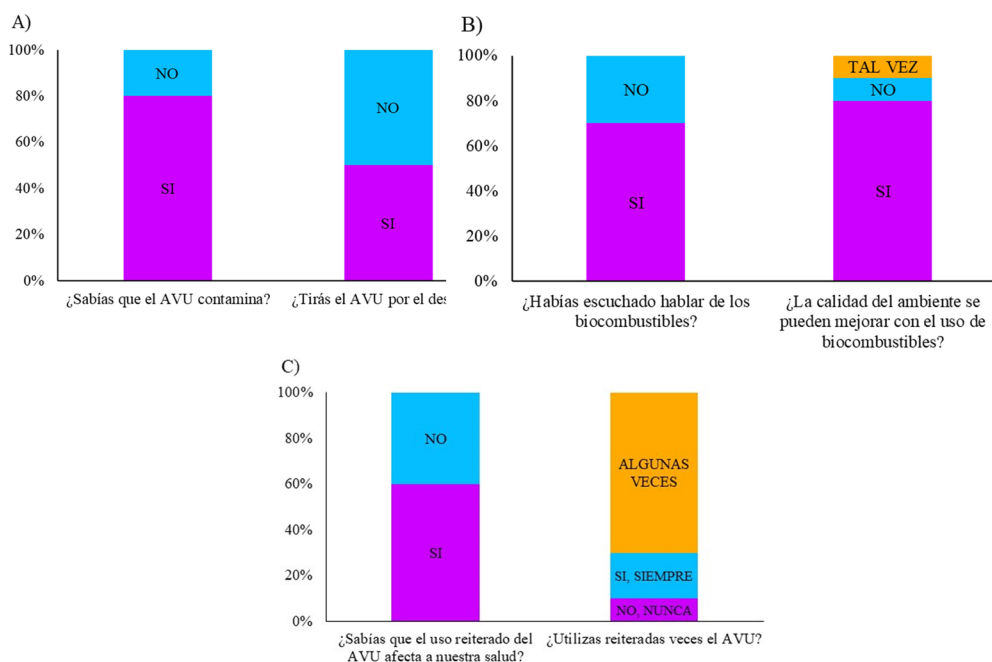 A)
100%
80%
60%
40%
20%
0%
NO
SI
NO
SI
¿Sabías que el AVU contamina?
¿Tirás el AVU por el des
B)
100%
80%
60%
40%
20%
0%
NO
SI
TAL VEZ
NO
SI
¿Habías escuchado hablar de los
biocombustibles?
¿La calidad del ambiente se
pueden mejorar con el uso de
biocombustibles?
C)
100%
80%
60%
40%
20%
0%
NO
SI
ALGUNAS
VECES
SI, SIEMPRE
NO, NUNCA
¿Sabías que el uso reiterado del
AVU afecta a nuestra salud?
¿Utilizas reiteradas veces el AVU?